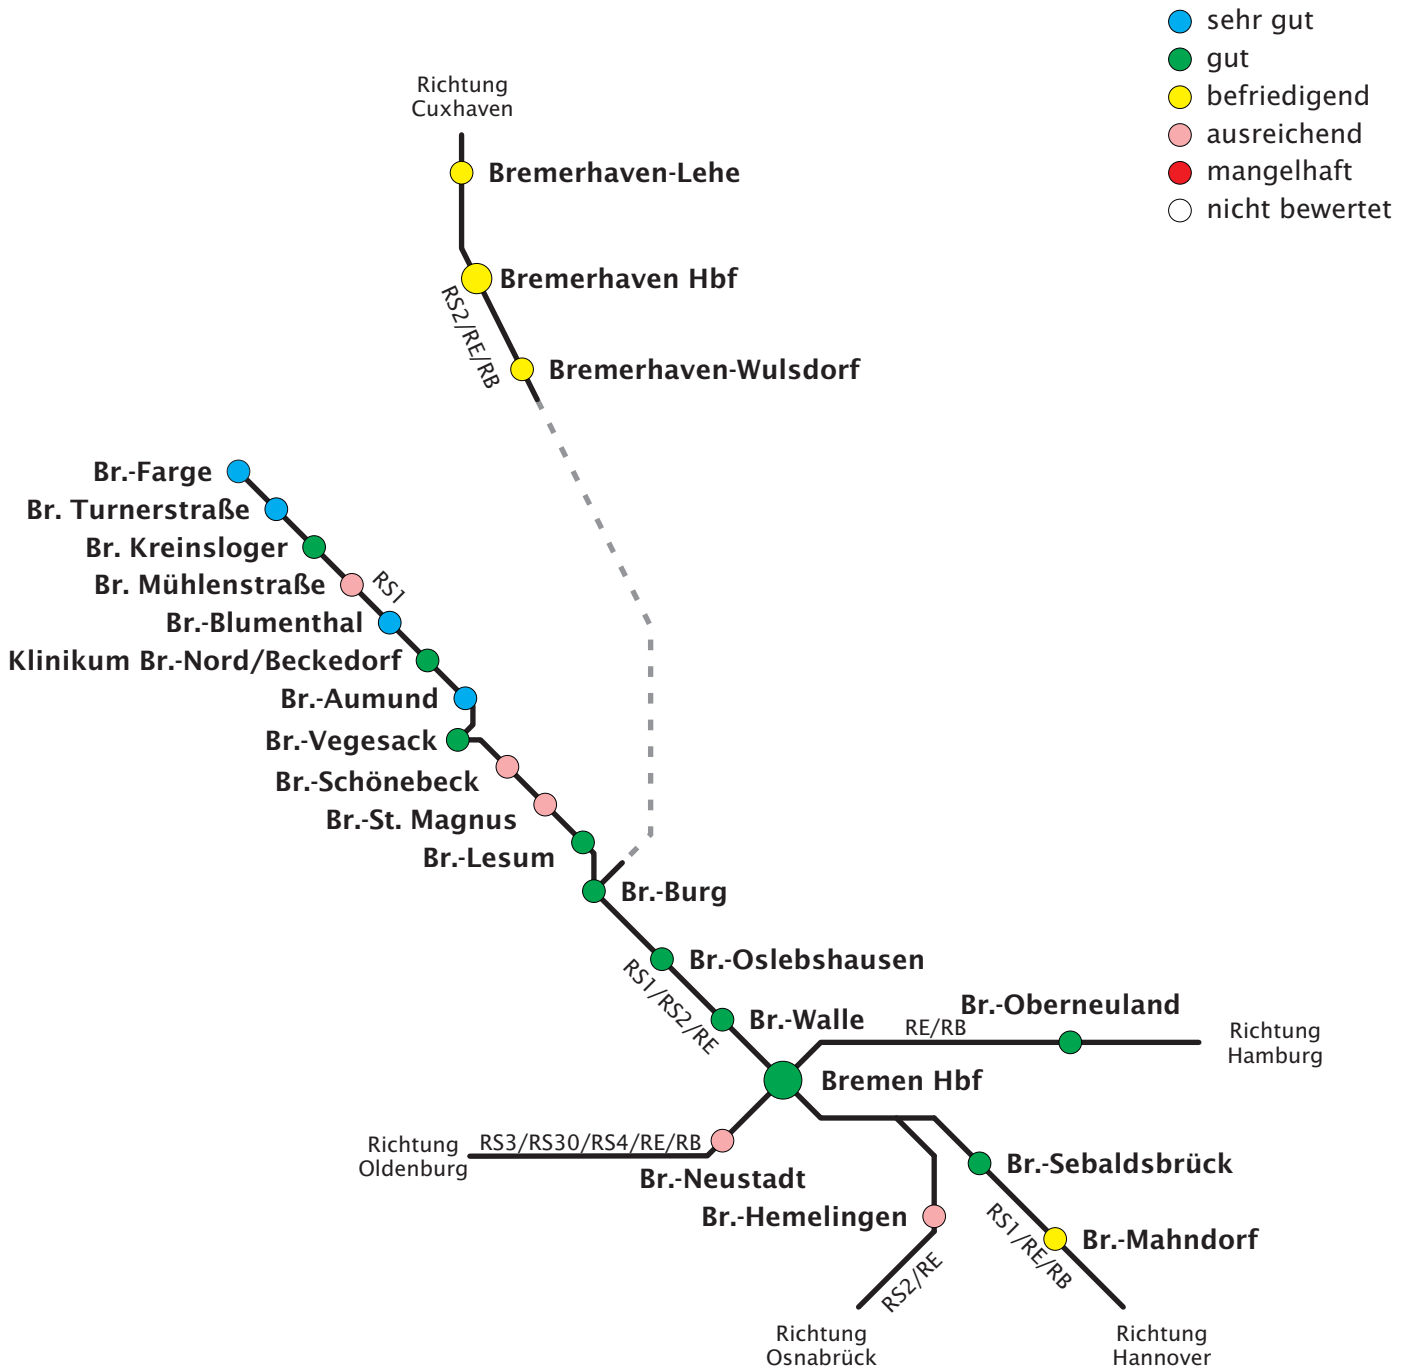 sehr gut
gut
befriedigend
ausreichend
mangelhaft
nicht bewertet
Richtung
Cuxhaven
Bremerhaven-Lehe
Bremerhaven Hbf
RS2/RE/RB
Bremerhaven-Wulsdorf
Br.-Farge
Br. Turnerstraße
Br. Kreinsloger
Br. Mühlenstraße
RS1
Br.-Blumenthal
Klinikum Br.-Nord/Beckedorf
Br.-Aumund
Br.-Vegesack
Br.-Schönebeck
Br.-St. Magnus
Br.-Lesum
Br.-Burg
Br.-Oslebshausen
RS1/RS2/RE
Br.-Walle
Br.-Oberneuland
RE/RB
Richtung
Hamburg
Bremen Hbf
Richtung
Oldenburg
RS3/RS30/RS4/RE/RB
Br.-Neustadt
Br.-Sebaldsbrück
Br.-Hemelingen
RS1/RE/RB
Br.-Mahndorf
RS2/RE
Richtung
Osnabrück
Richtung
Hannover